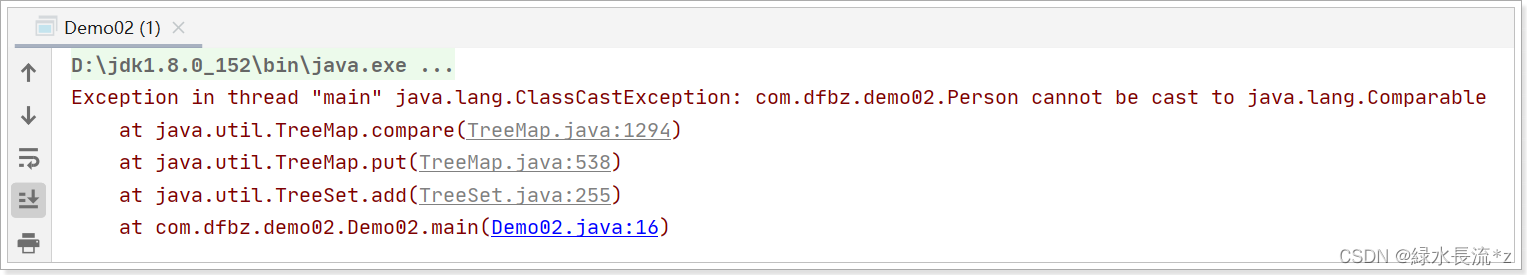 Demo02 (1)
D:\jdk1.8.0_152\bin\java.exe ...
Exception in thread "main" java.lang.ClassCastException: com.dfbz.demo02.Person cannot be cast to java.lang.Comparable
at java.util.TreeMap.compare(TreeMap.java:1294)
at java.util.TreeMap.put(TreeMap.java:538)
at java.util.TreeSet.add(TreeSet.java:255)
at com.dfbz.demo02.Demo02.main(Demo02.java:16)
CSDN @緑水長流*z